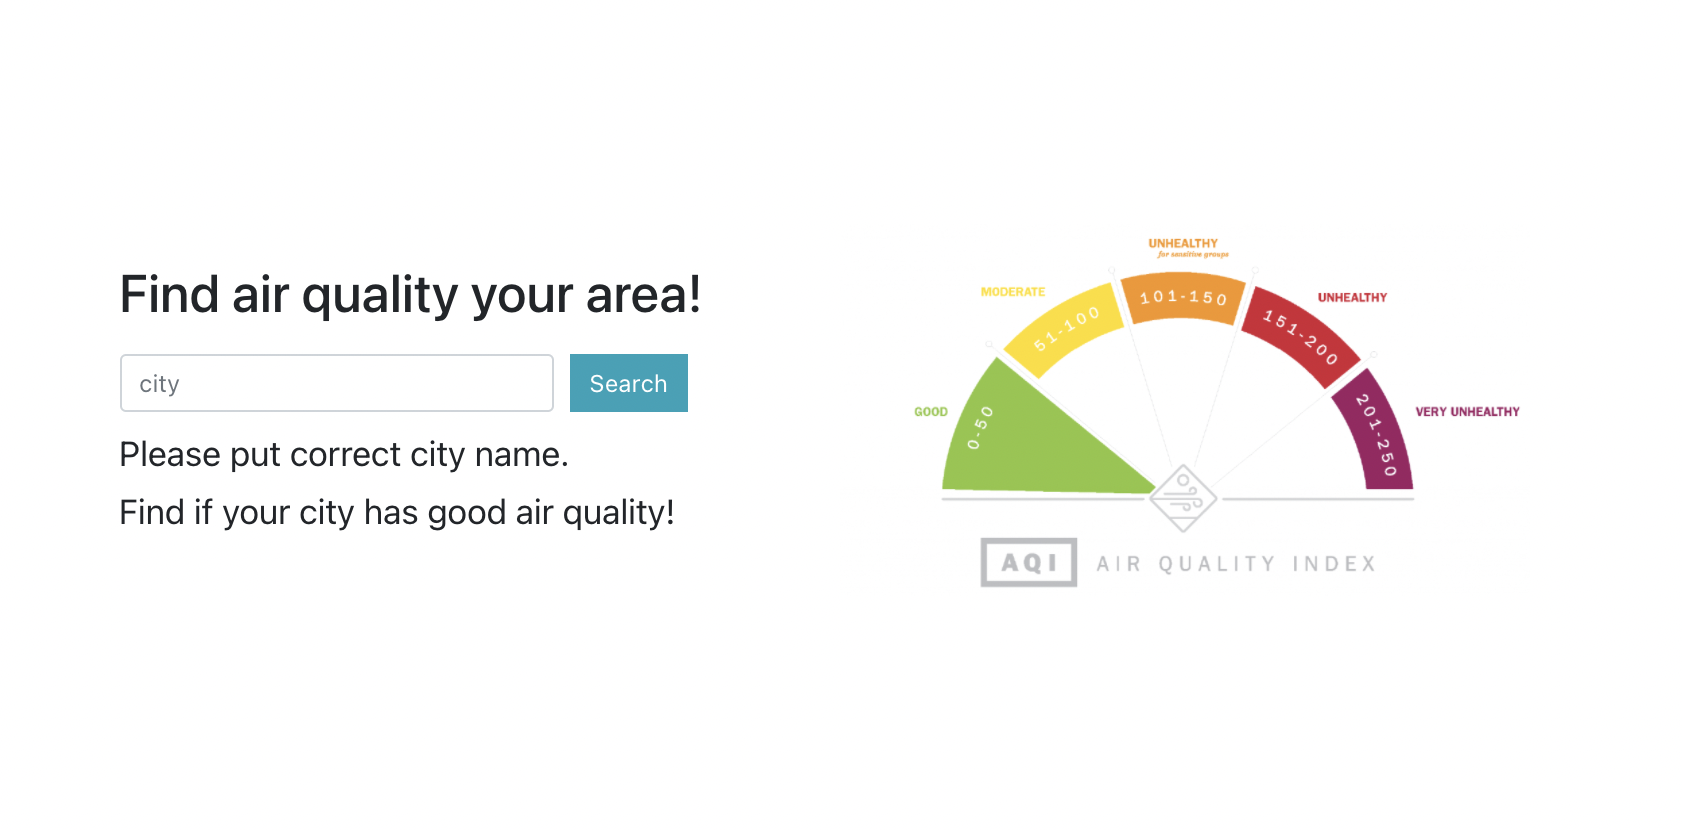 Find air quality your area!
city
Search
Please put correct city name.
Find if your city has good air quality!
UNHEALTHY
for sensitive groups
MODERATE
UNHEALTHY
GOOD
VERY UNHEALTHY
0-50
51-100
101-150
151-200
201-250
AQI AIR QUALITY INDEX